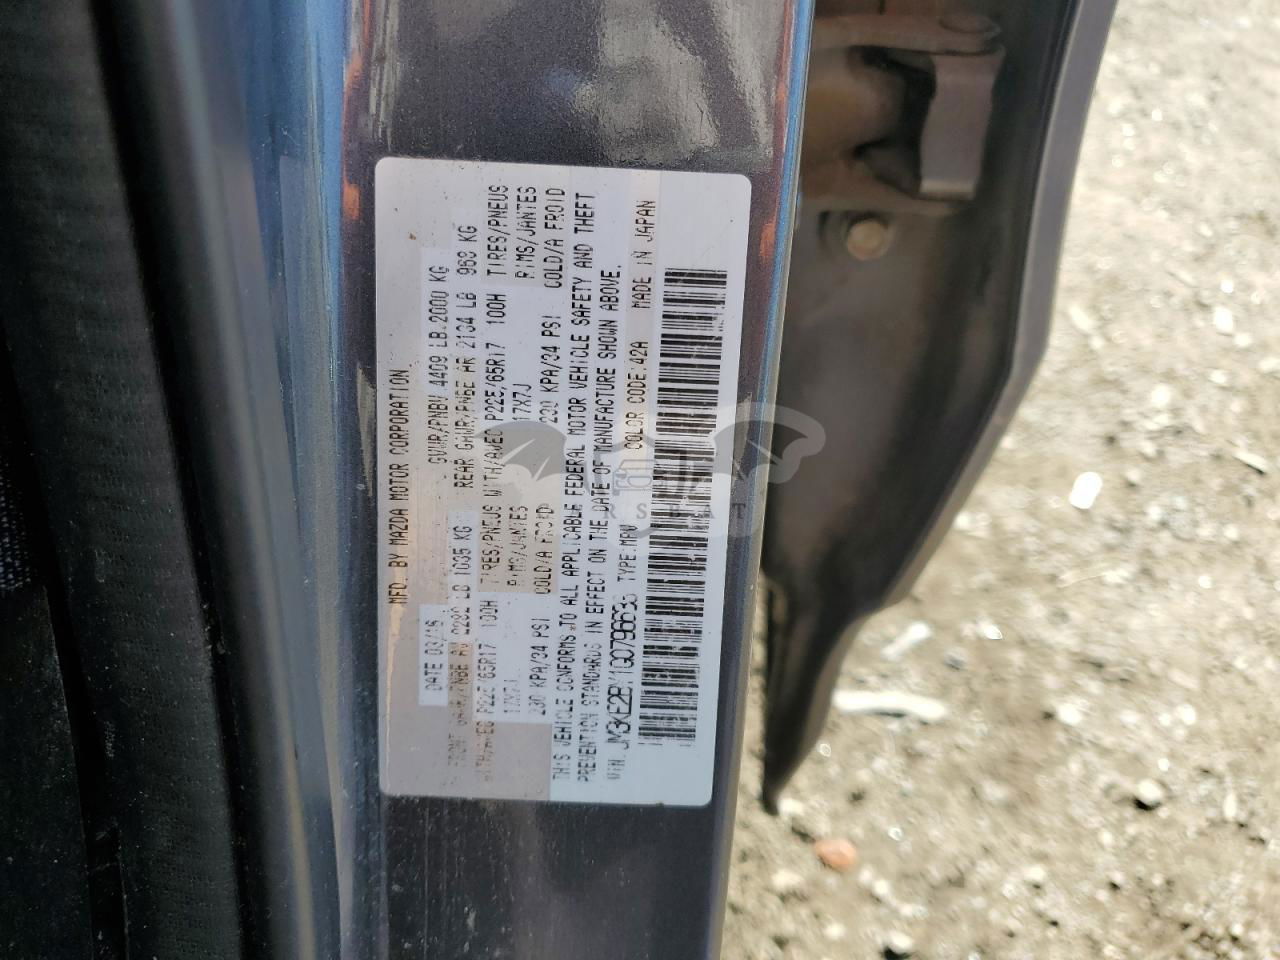 MFD. BY MAZDA MOTOR CORPORATION
DATE 03/16 GVWR/PNBV 4409 LB.2000 KG
FRONT 2282 LB 1035 KG REAR GAWR/PNBE AR 2134 LB 968 KG
P225/65R17 100H TIRES/PNEUS WITH/AVEC P225/65R17 100H TIRES/PNEUS
17X7J RIMS/JANTES 17X7J RIMS/JANTES
230 KPA/34 PSI COLD/A FROID 230 KPA/34 PSI COLD/A FROID
THIS VEHICLE CONFORMS TO ALL APPLICABLE FEDERAL MOTOR VEHICLE SAFETY AND THEFT
PREVENTION STANDARDS IN EFFECT ON THE DATE OF MANUFACTURE SHOWN ABOVE.
VIN. TYPE:MPV COLOR CODE:42A MADE IN JAPAN